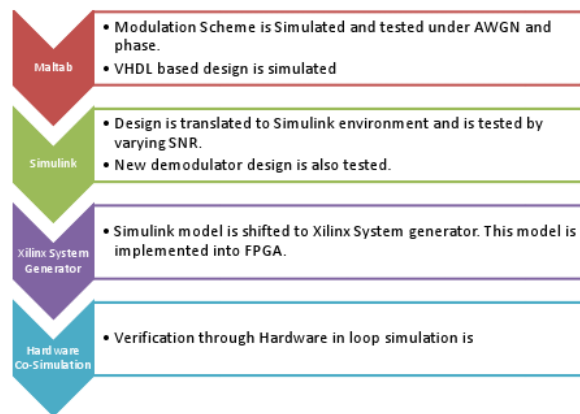 Maltab
• Modulation Scheme is Simulated and tested under AWGN and
phase.
• VHDL based design is simulated
Simulink
• Design is translated to Simulink environment and is tested by
varying SNR.
• New demodulator design is also tested.
Xilinx System
Generator
• Simulink model is shifted to Xilinx System generator. This model is
implemented into FPGA.
Hardware
Co-Simulation
• Verification through Hardware in loop simulation is